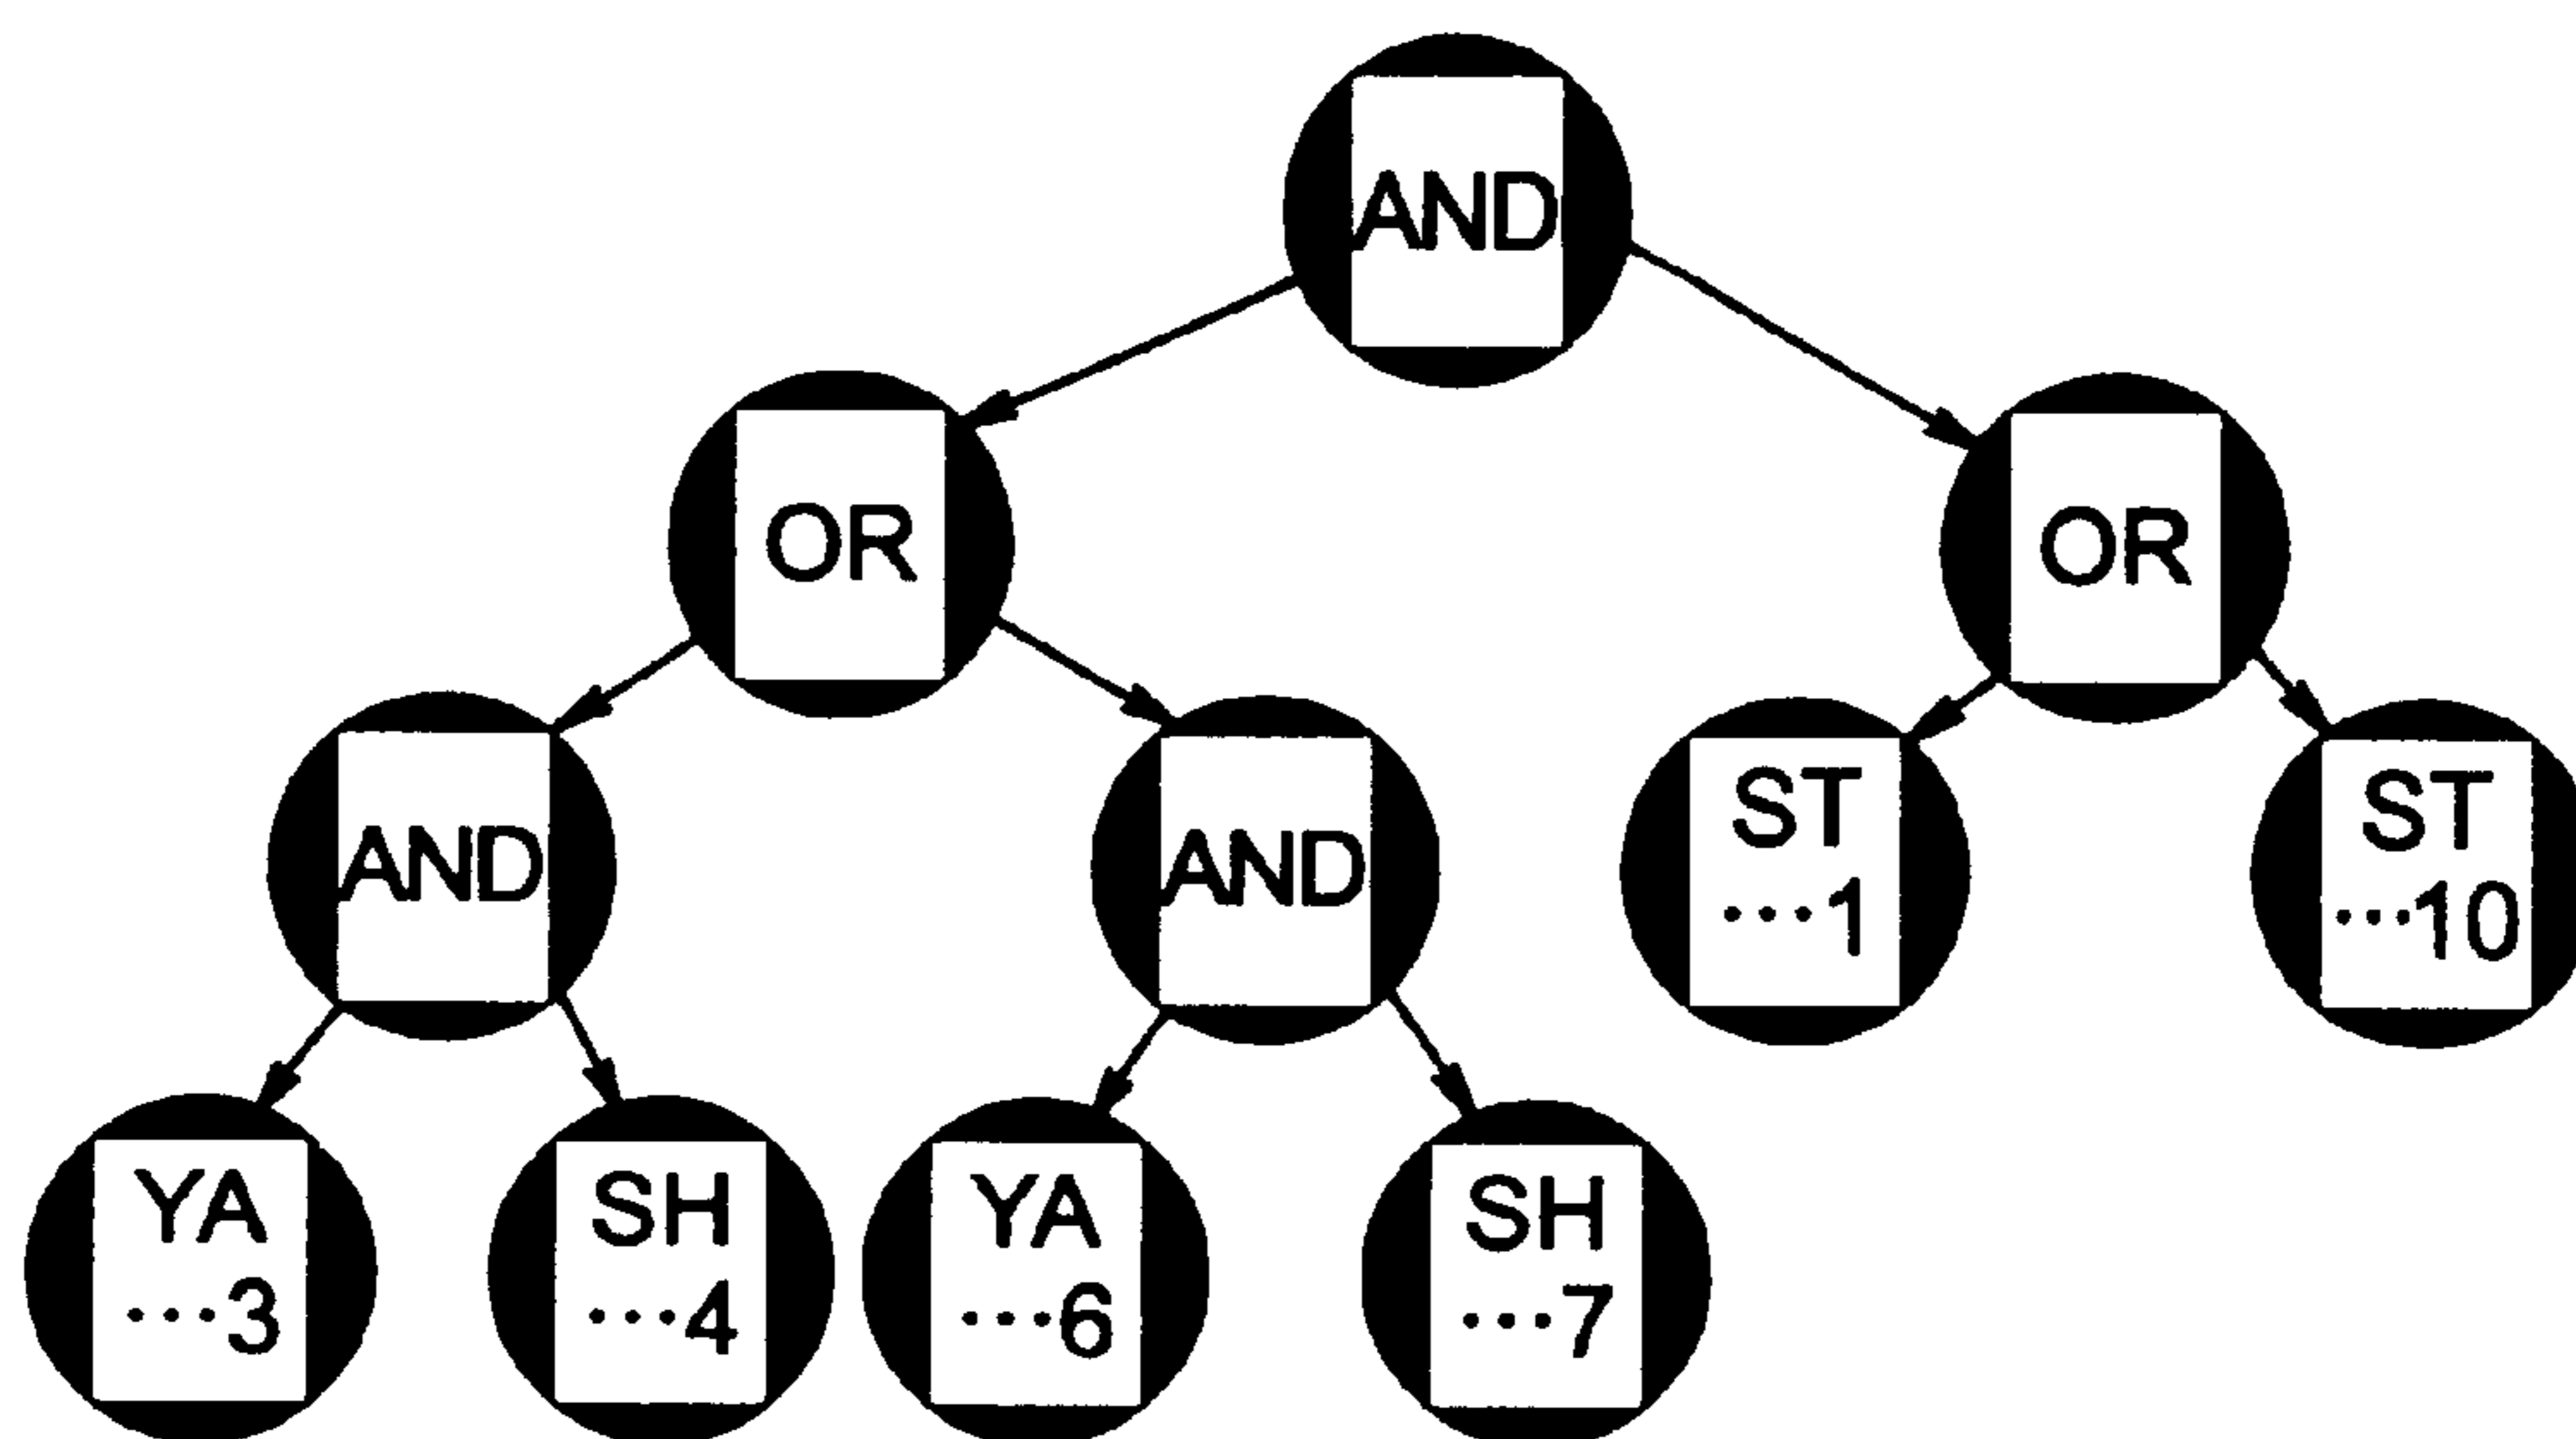 AND
OR
OR
AND
AND
ST
...1
ST
...10
YA
...3
SH
...4
YA
...6
SH
...7